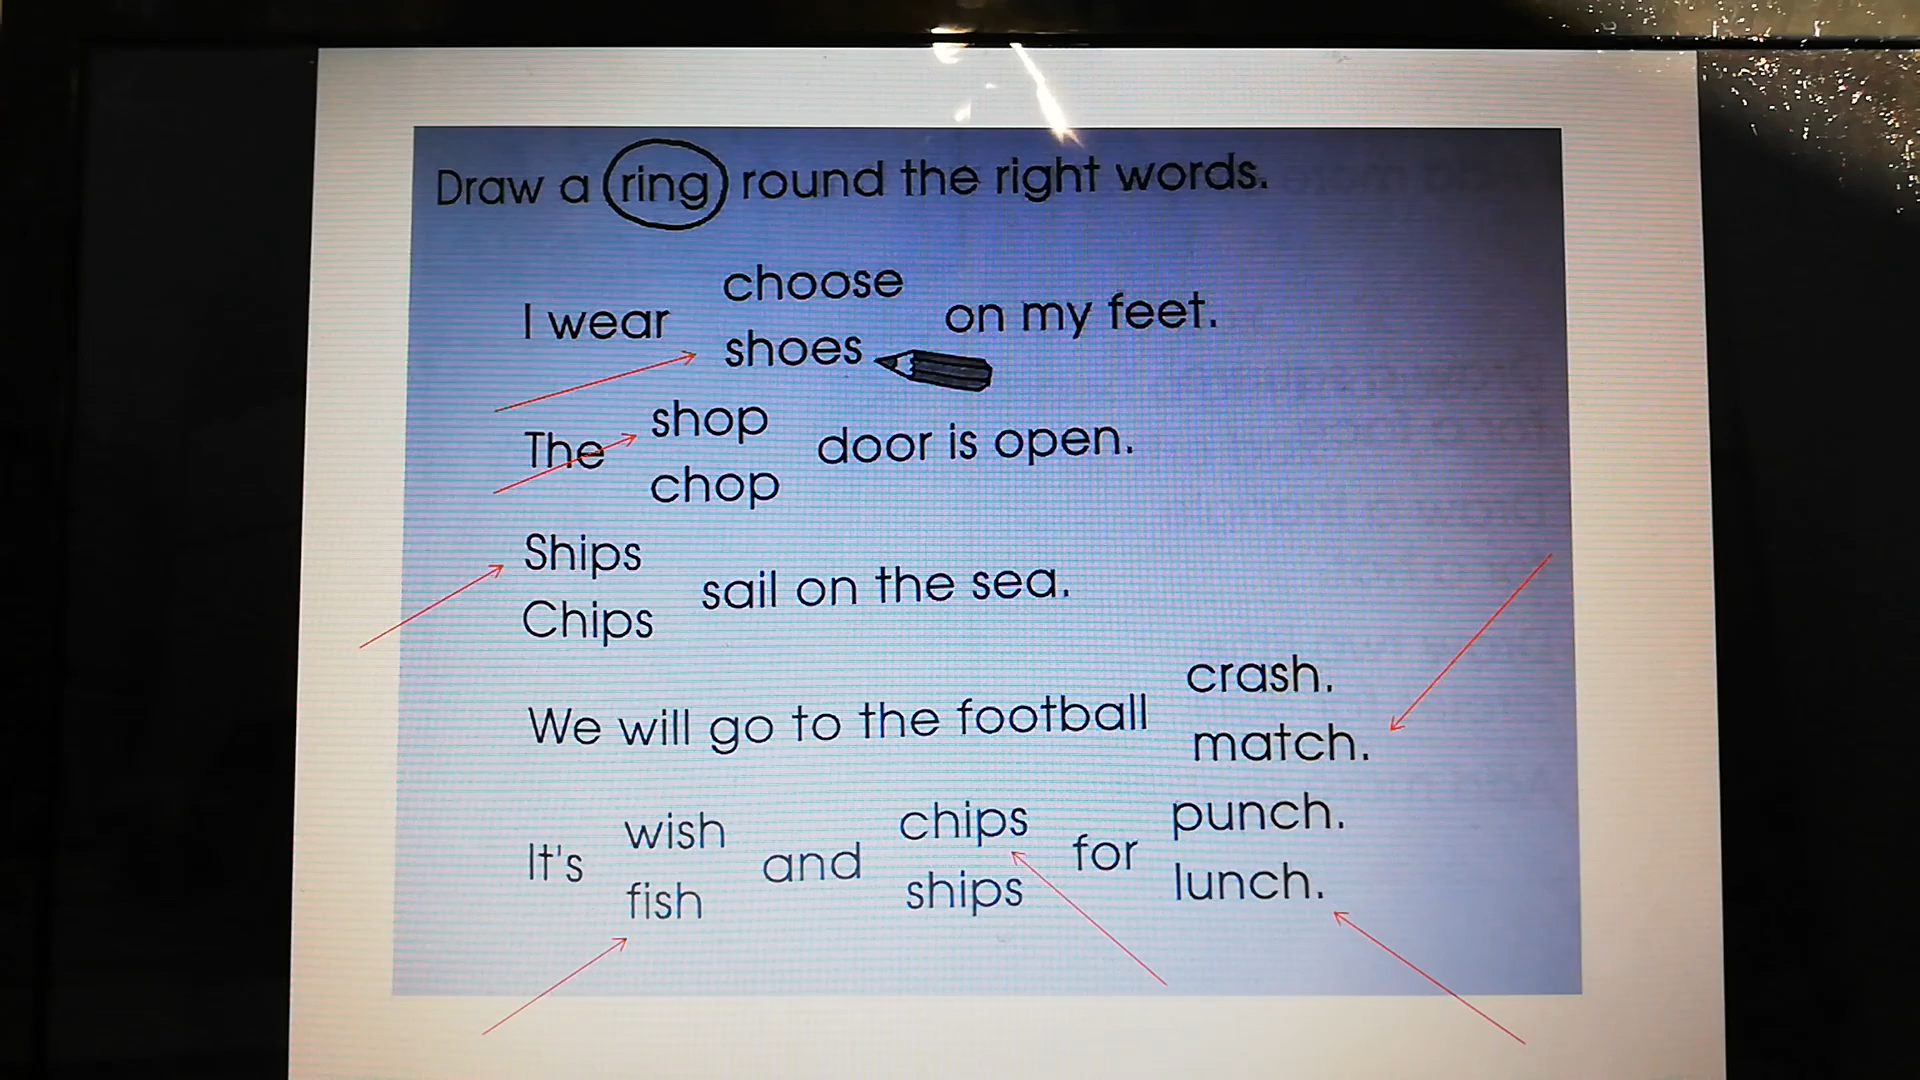 Draw a ring round the right words.
choose
I wear on my feet.
shoes
shop
The door is open.
chop
Ships
sail on the sea.
Chips
crash.
We will go to the football
match.
wish chips punch.
It's and for
fish ships lunch.